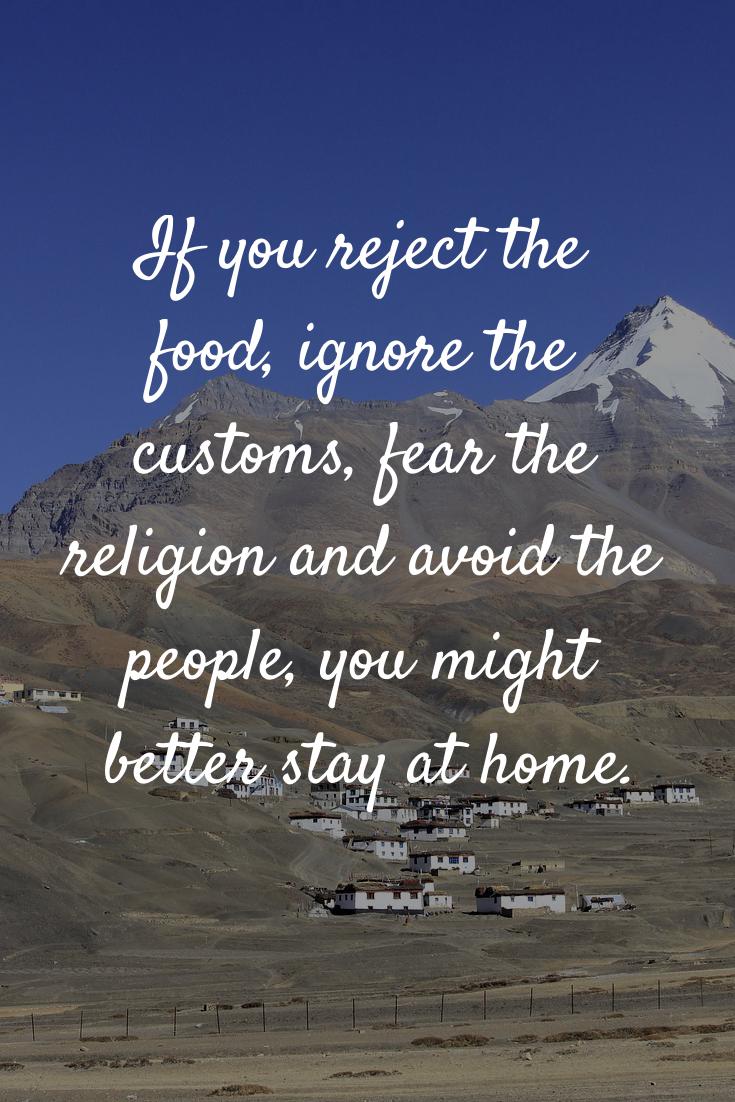 If you reject the
food, ignore the
customs, fear the
religion and avoid the
people, you might
better stay at home.